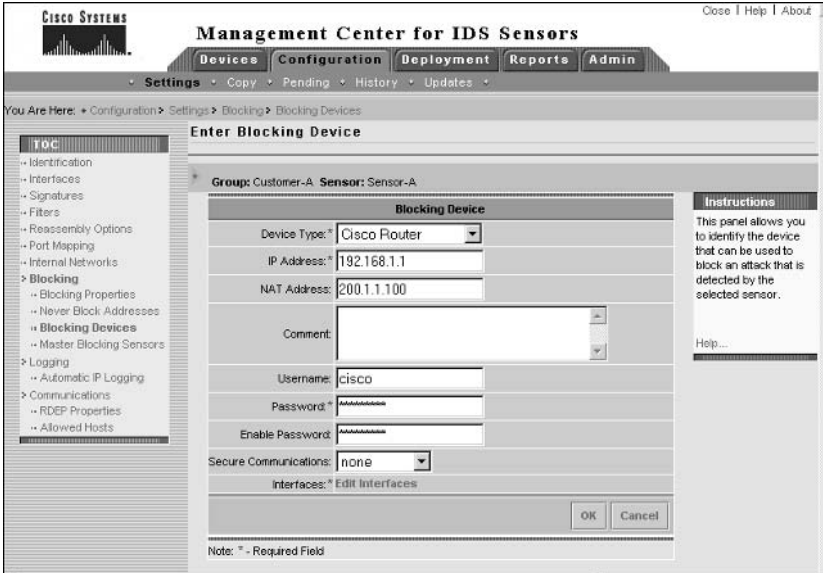 Close | Help | About
CISCO SYSTEMS
Management Center for IDS Sensors
Devices Configuration Deployment Reports Admin
Settings Copy Pending History Updates
You Are Here: Configuration > Settings > Blocking > Blocking Devices
TOC
Identification
Interfaces
Signatures
Filters
Reassembly Options
Port Mapping
Internal Networks
> Blocking
Blocking Properties
Never Block Addresses
Blocking Devices
Master Blocking Sensors
> Logging
Automatic IP Logging
> Communications
RDEP Properties
Allowed Hosts
Enter Blocking Device
* Group: Customer-A Sensor: Sensor-A
Blocking Device
Device Type:* Cisco Router
IP Address:* 192.168.1.1
NAT Address: 200.1.1.100
Comment:
Username: cisco
Password:* *********
Enable Password: *********
Secure Communications: none
Interfaces:* Edit Interfaces
OK Cancel
Note: * - Required Field
Instructions
This panel allows you
to identify the device
that can be used to
block an attack that is
detected by the
selected sensor.
Help...